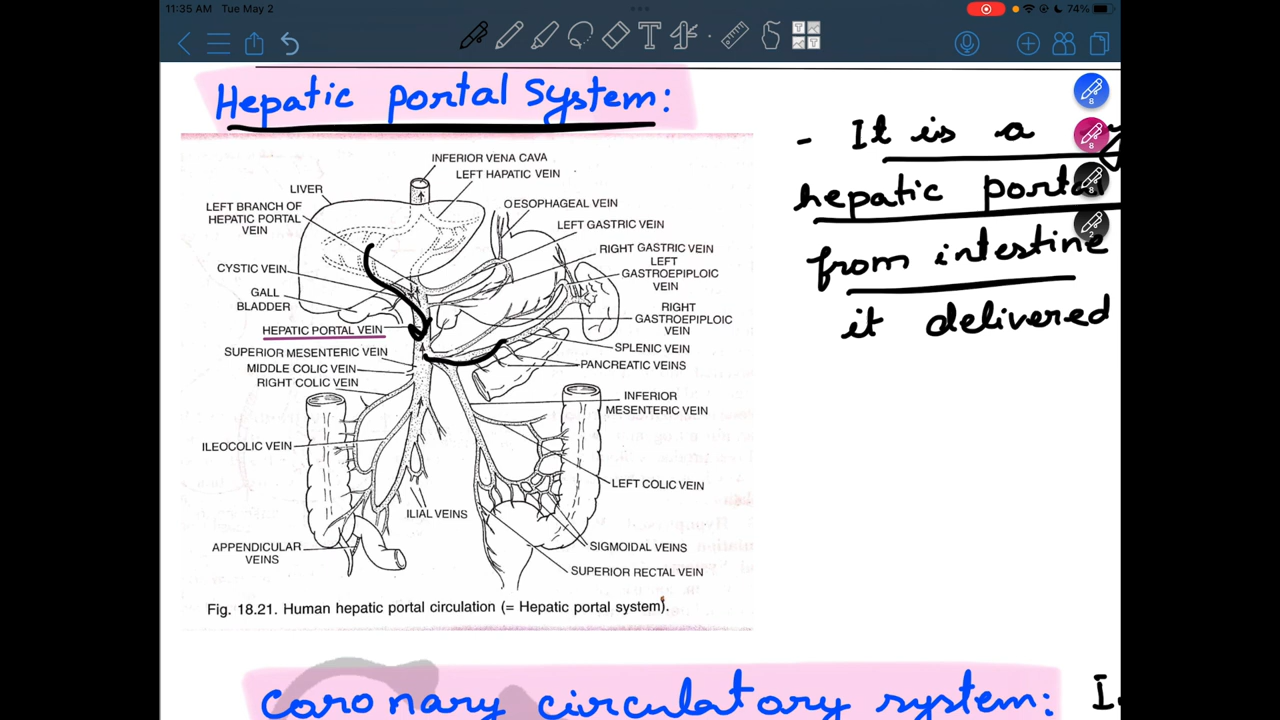 11:35 AM Tue May 2
74%
Hepatic portal System:
INFERIOR VENA CAVA
LEFT HAPATIC VEIN
LIVER
LEFT BRANCH OF
HEPATIC PORTAL
VEIN
OESOPHAGEAL VEIN
LEFT GASTRIC VEIN
RIGHT GASTRIC VEIN
LEFT
GASTROEPIPLOIC
VEIN
CYSTIC VEIN
GALL
BLADDER
RIGHT
GASTROEPIPLOIC
VEIN
HEPATIC PORTAL VEIN
SPLENIC VEIN
SUPERIOR MESENTERIC VEIN
PANCREATIC VEINS
MIDDLE COLIC VEIN
RIGHT COLIC VEIN
INFERIOR
MESENTERIC VEIN
ILEOCOLIC VEIN
LEFT COLIC VEIN
ILIAL VEINS
APPENDICULAR
VEINS
SIGMOIDAL VEINS
SUPERIOR RECTAL VEIN
Fig. 18.21. Human hepatic portal circulation (= Hepatic portal system).
- It is a
hepatic portal
from intestine
it delivered
Coronary circulatory system: